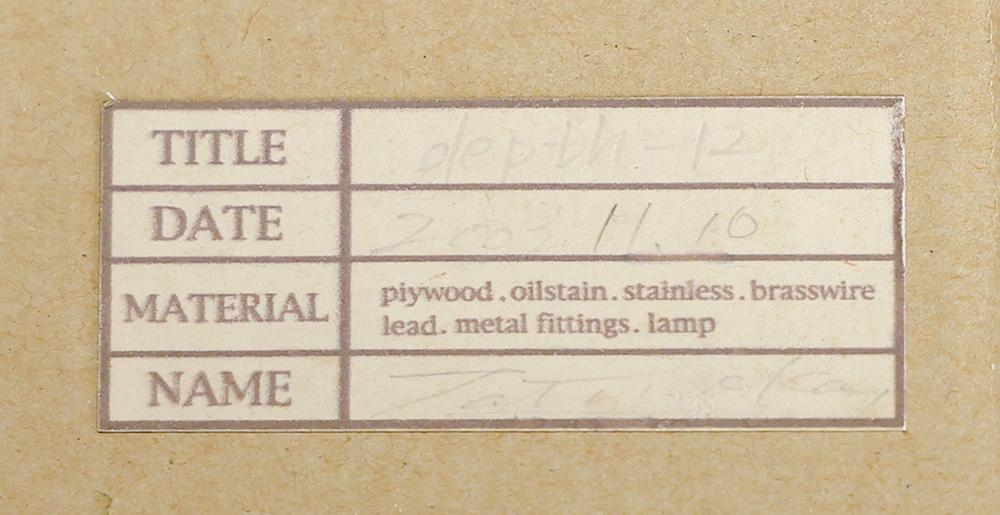 TITLE depth-12
DATE 2003 11. 10
MATERIAL piywood . oilstain . stainless . brasswire
lead. metal fittings. lamp
NAME